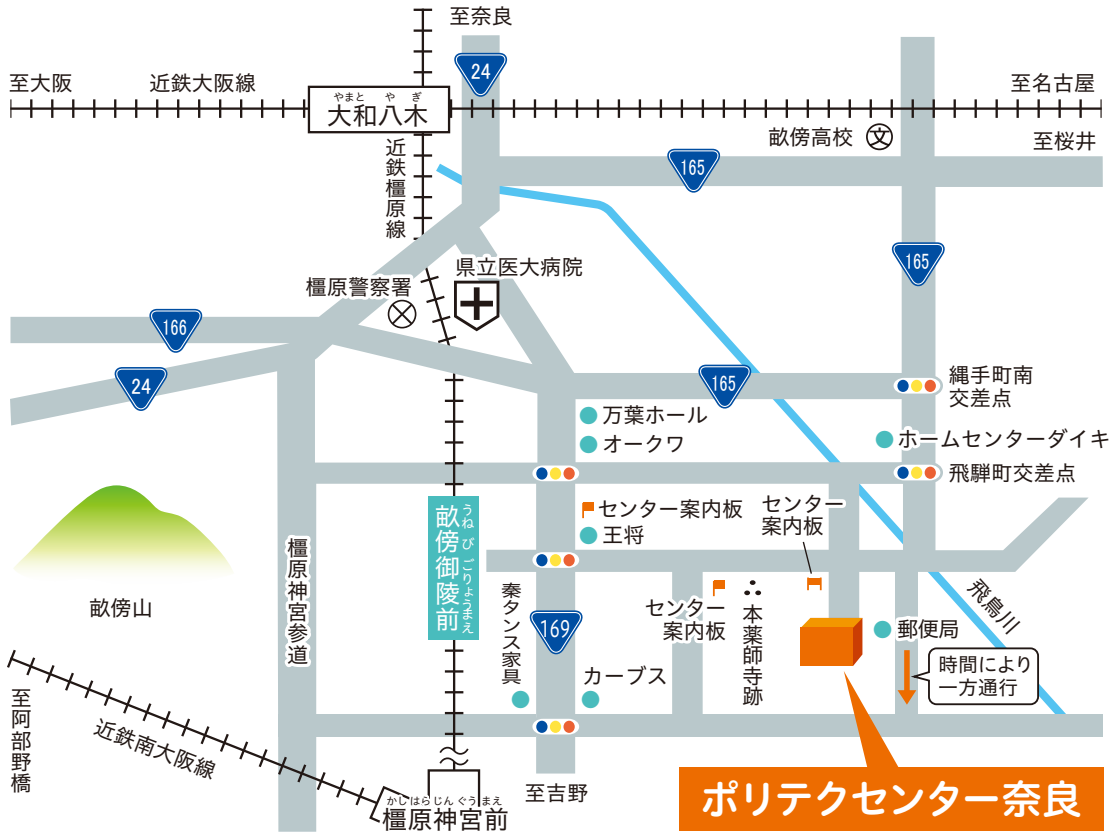 至奈良
24
至大阪
近鉄大阪線
やまと やぎ
大和八木
至名古屋
畝傍高校
文
至桜井
165
近鉄橿原線
165
県立医大病院
橿原警察署
166
24
165
縄手町南
交差点
万葉ホール
オークワ
ホームセンターダイキ
飛騨町交差点
センター案内板
王将
センター
案内板
畝傍御陵前
うねびごりょうまえ
橿原神宮参道
畝傍山
秦タンス家具
169
センター
案内板
本薬師寺跡
飛鳥川
郵便局
時間により
一方通行
カーブス
至阿部野橋
近鉄南大阪線
かしはらじんぐうまえ
橿原神宮前
至吉野
ポリテクセンター奈良